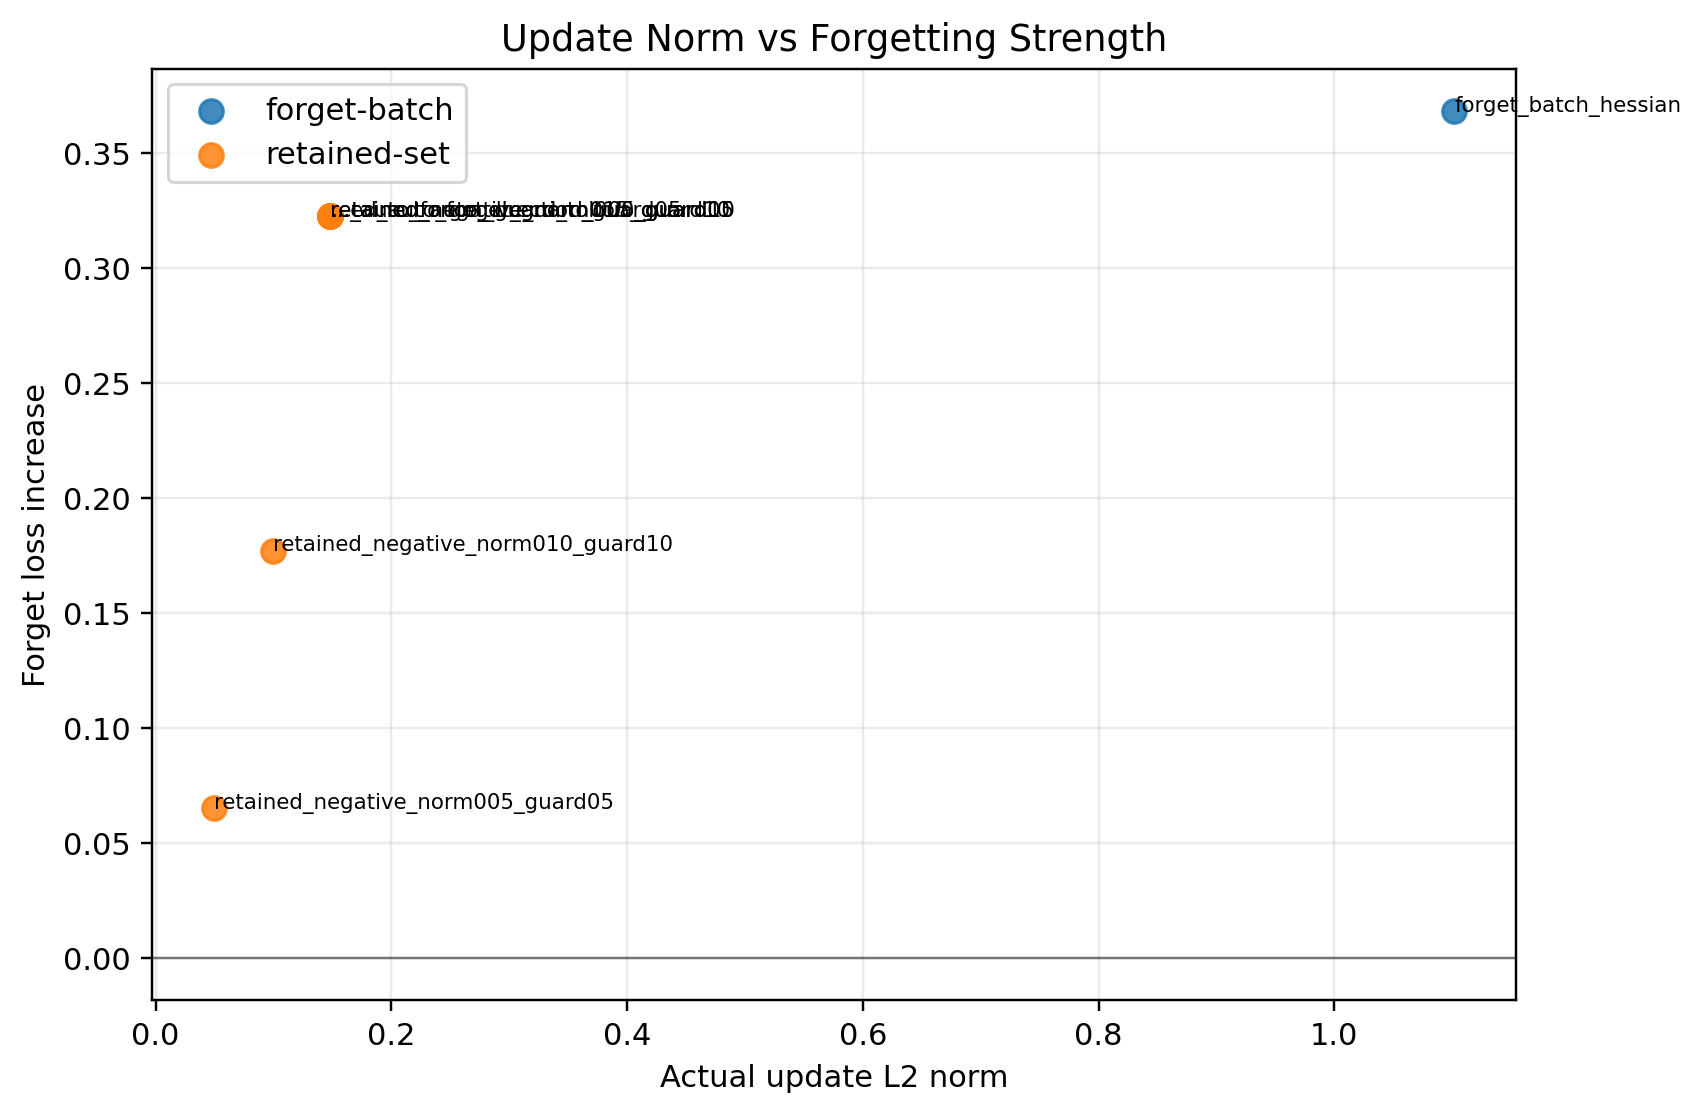 Update Norm vs Forgetting Strength
forget-batch
retained-set
forget_batch_hessian
retained_negative_norm010_guard10
retained_negative_norm005_guard05
Forget loss increase
0.35
0.30
0.25
0.20
0.15
0.10
0.05
0.00
0.0 0.2 0.4 0.6 0.8 1.0
Actual update L2 norm